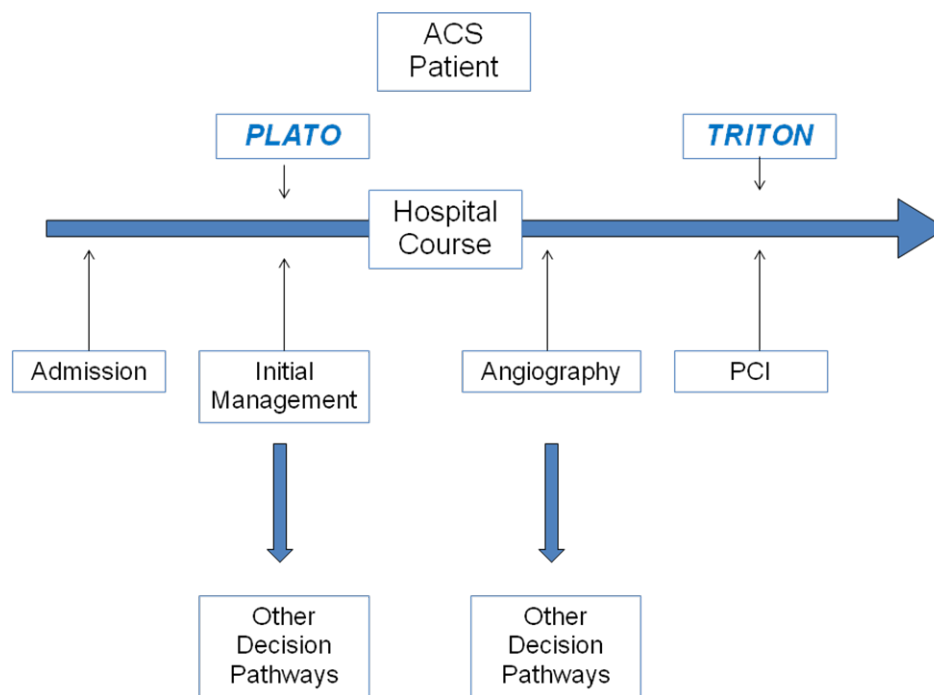 ACS
Patient
PLATO
TRITON
Hospital
Course
Admission
Initial
Management
Angiography
PCI
Other
Decision
Pathways
Other
Decision
Pathways